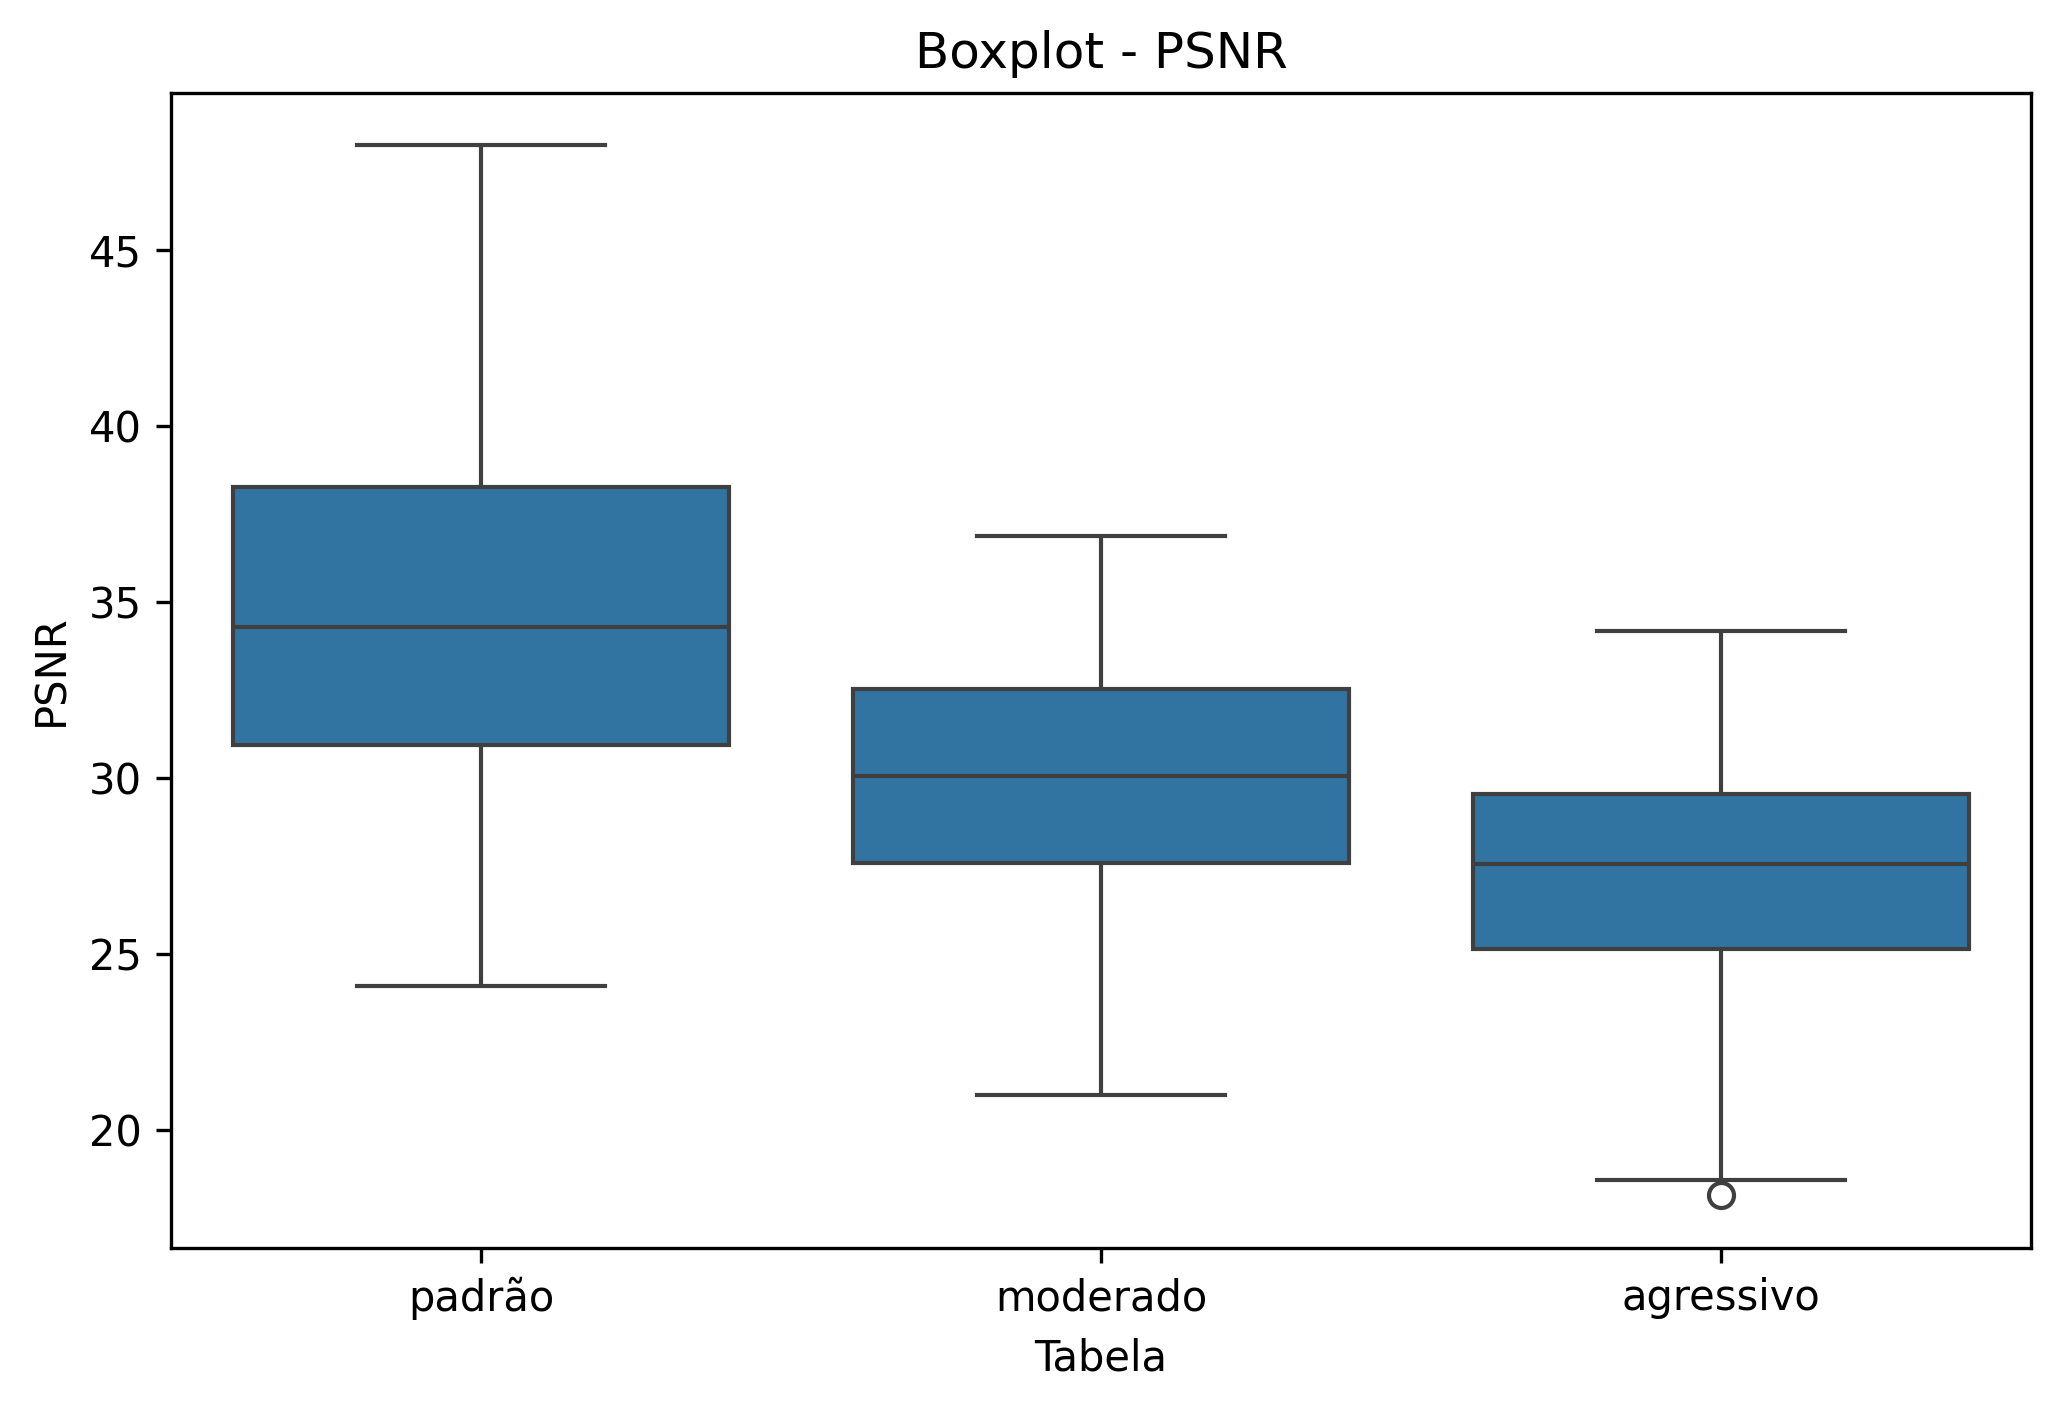 Boxplot - PSNR
PSNR
45
40
35
30
25
20
padrão
moderado
agressivo
Tabela